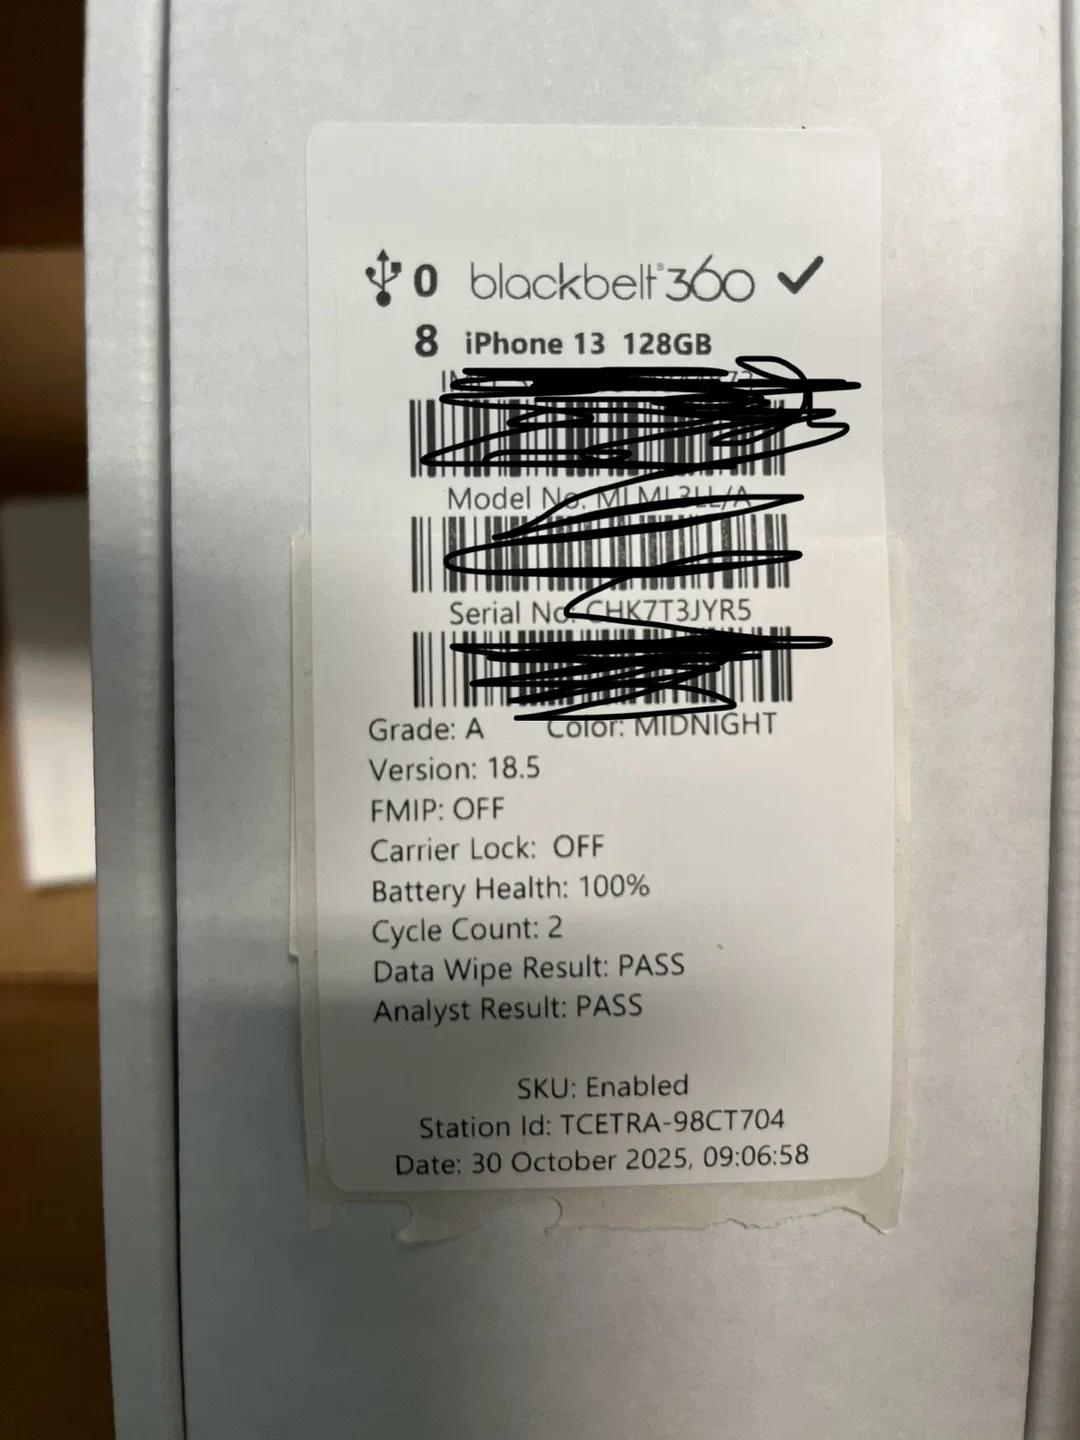 0 blackbelt®360
8 iPhone 13 128GB
Model No.
Serial No: CHK7T3JYR5
Grade: A Color: MIDNIGHT
Version: 18.5
FMIP: OFF
Carrier Lock: OFF
Battery Health: 100%
Cycle Count: 2
Data Wipe Result: PASS
Analyst Result: PASS
SKU: Enabled
Station Id: TCETRA-98CT704
Date: 30 October 2025, 09:06:58